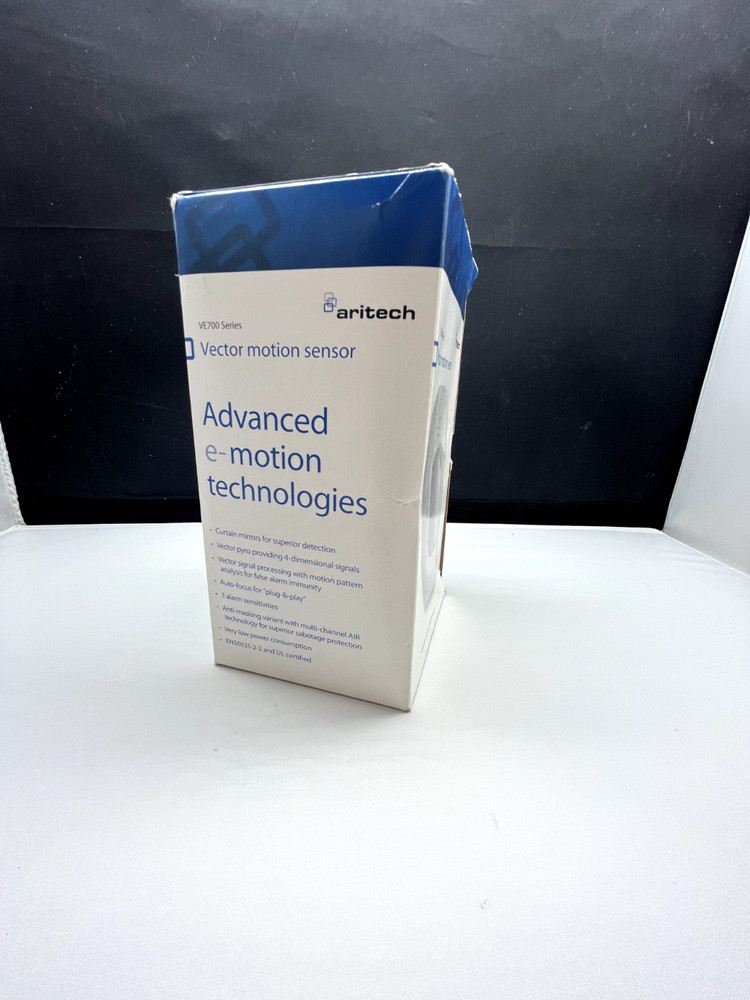 aritech
VE700 Series
Vector motion sensor
Advanced
e-motion
technologies
• Curtain mirrors for superior detection
• Vector pyro providing 4-dimensional signals
• Vector signal processing with motion pattern
analysis for false alarm immunity
• Auto-focus for "plug-&-play"
• 3 alarm sensitivities
• Anti-masking variant with multi-channel AIR
technology for superior sabotage protection
• Very low power consumption
• EN50131-2-2 and UL certified